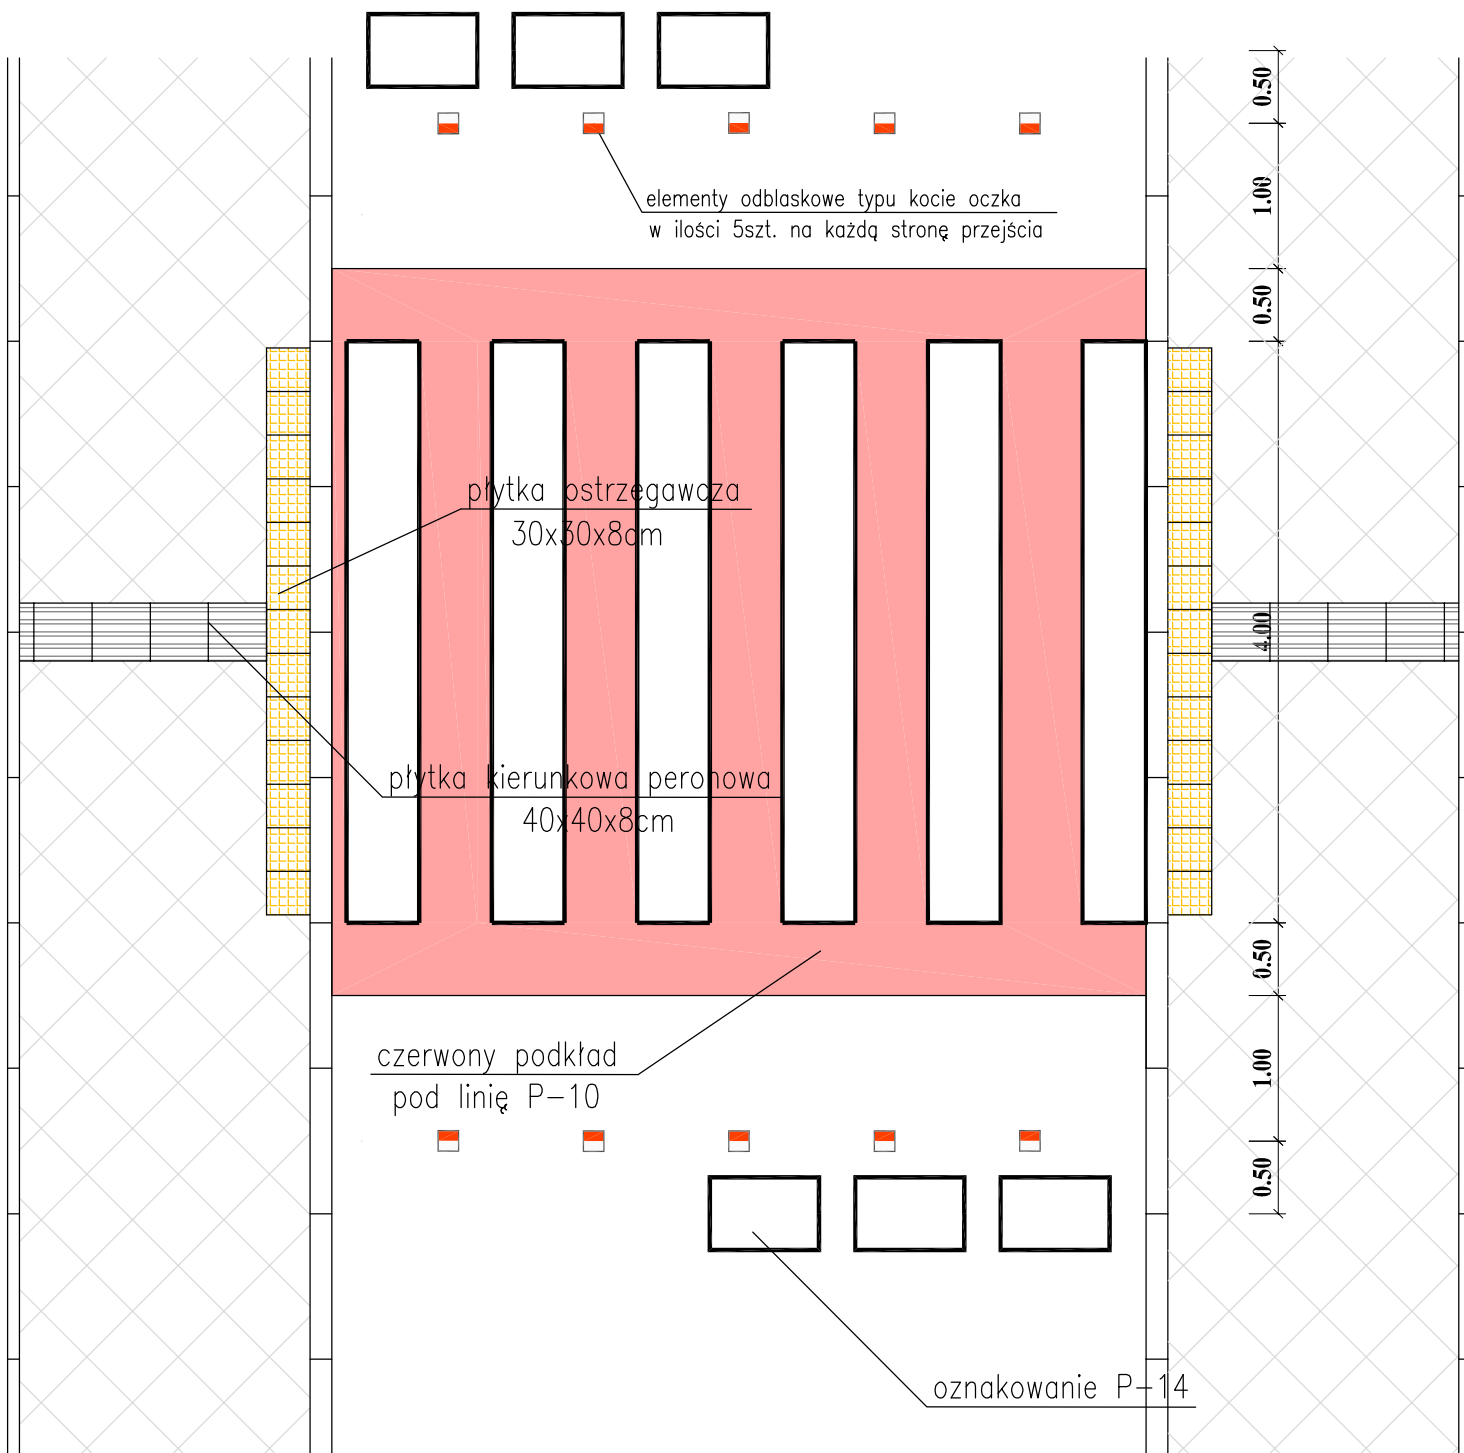 0.50
1.00
elementy odblaskowe typu kocie oczka
w ilości 5szt. na każdą stronę przejścia
0.50
płytka ostrzegawcza
30x30x8cm
4.00
płytka kierunkowa peronowa
40x40x8cm
0.50
czerwony podkład
pod linię P-10
1.00
0.50
oznakowanie P-14